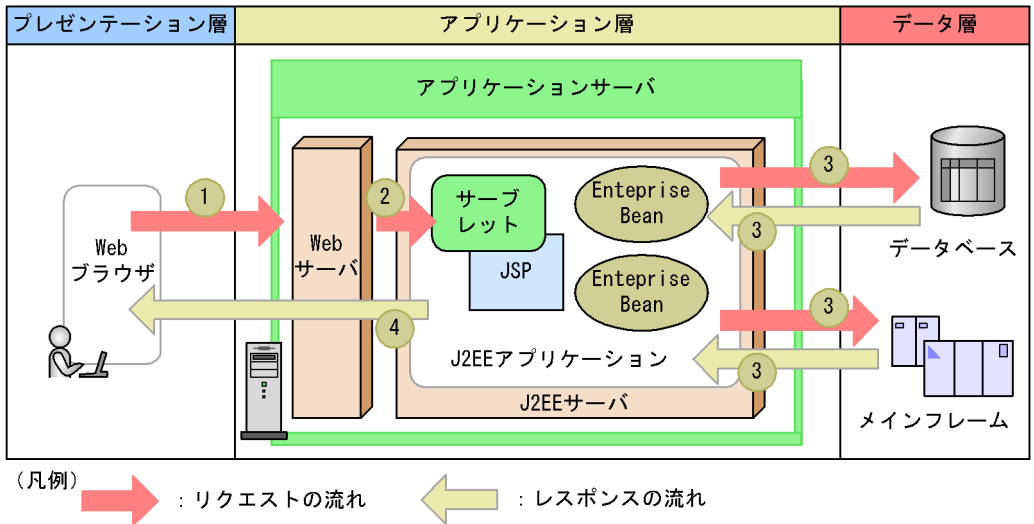 プレゼンテーション層
アプリケーション層
データ層
アプリケーションサーバ
1
2
3
サーブ
レット
Enteprise
Bean
3
Web
ブラウザ
Web
サーバ
JSP
データベース
Enteprise
Bean
3
4
J2EEアプリケーション
3
J2EEサーバ
メインフレーム
(凡例)
:リクエストの流れ
:レスポンスの流れ